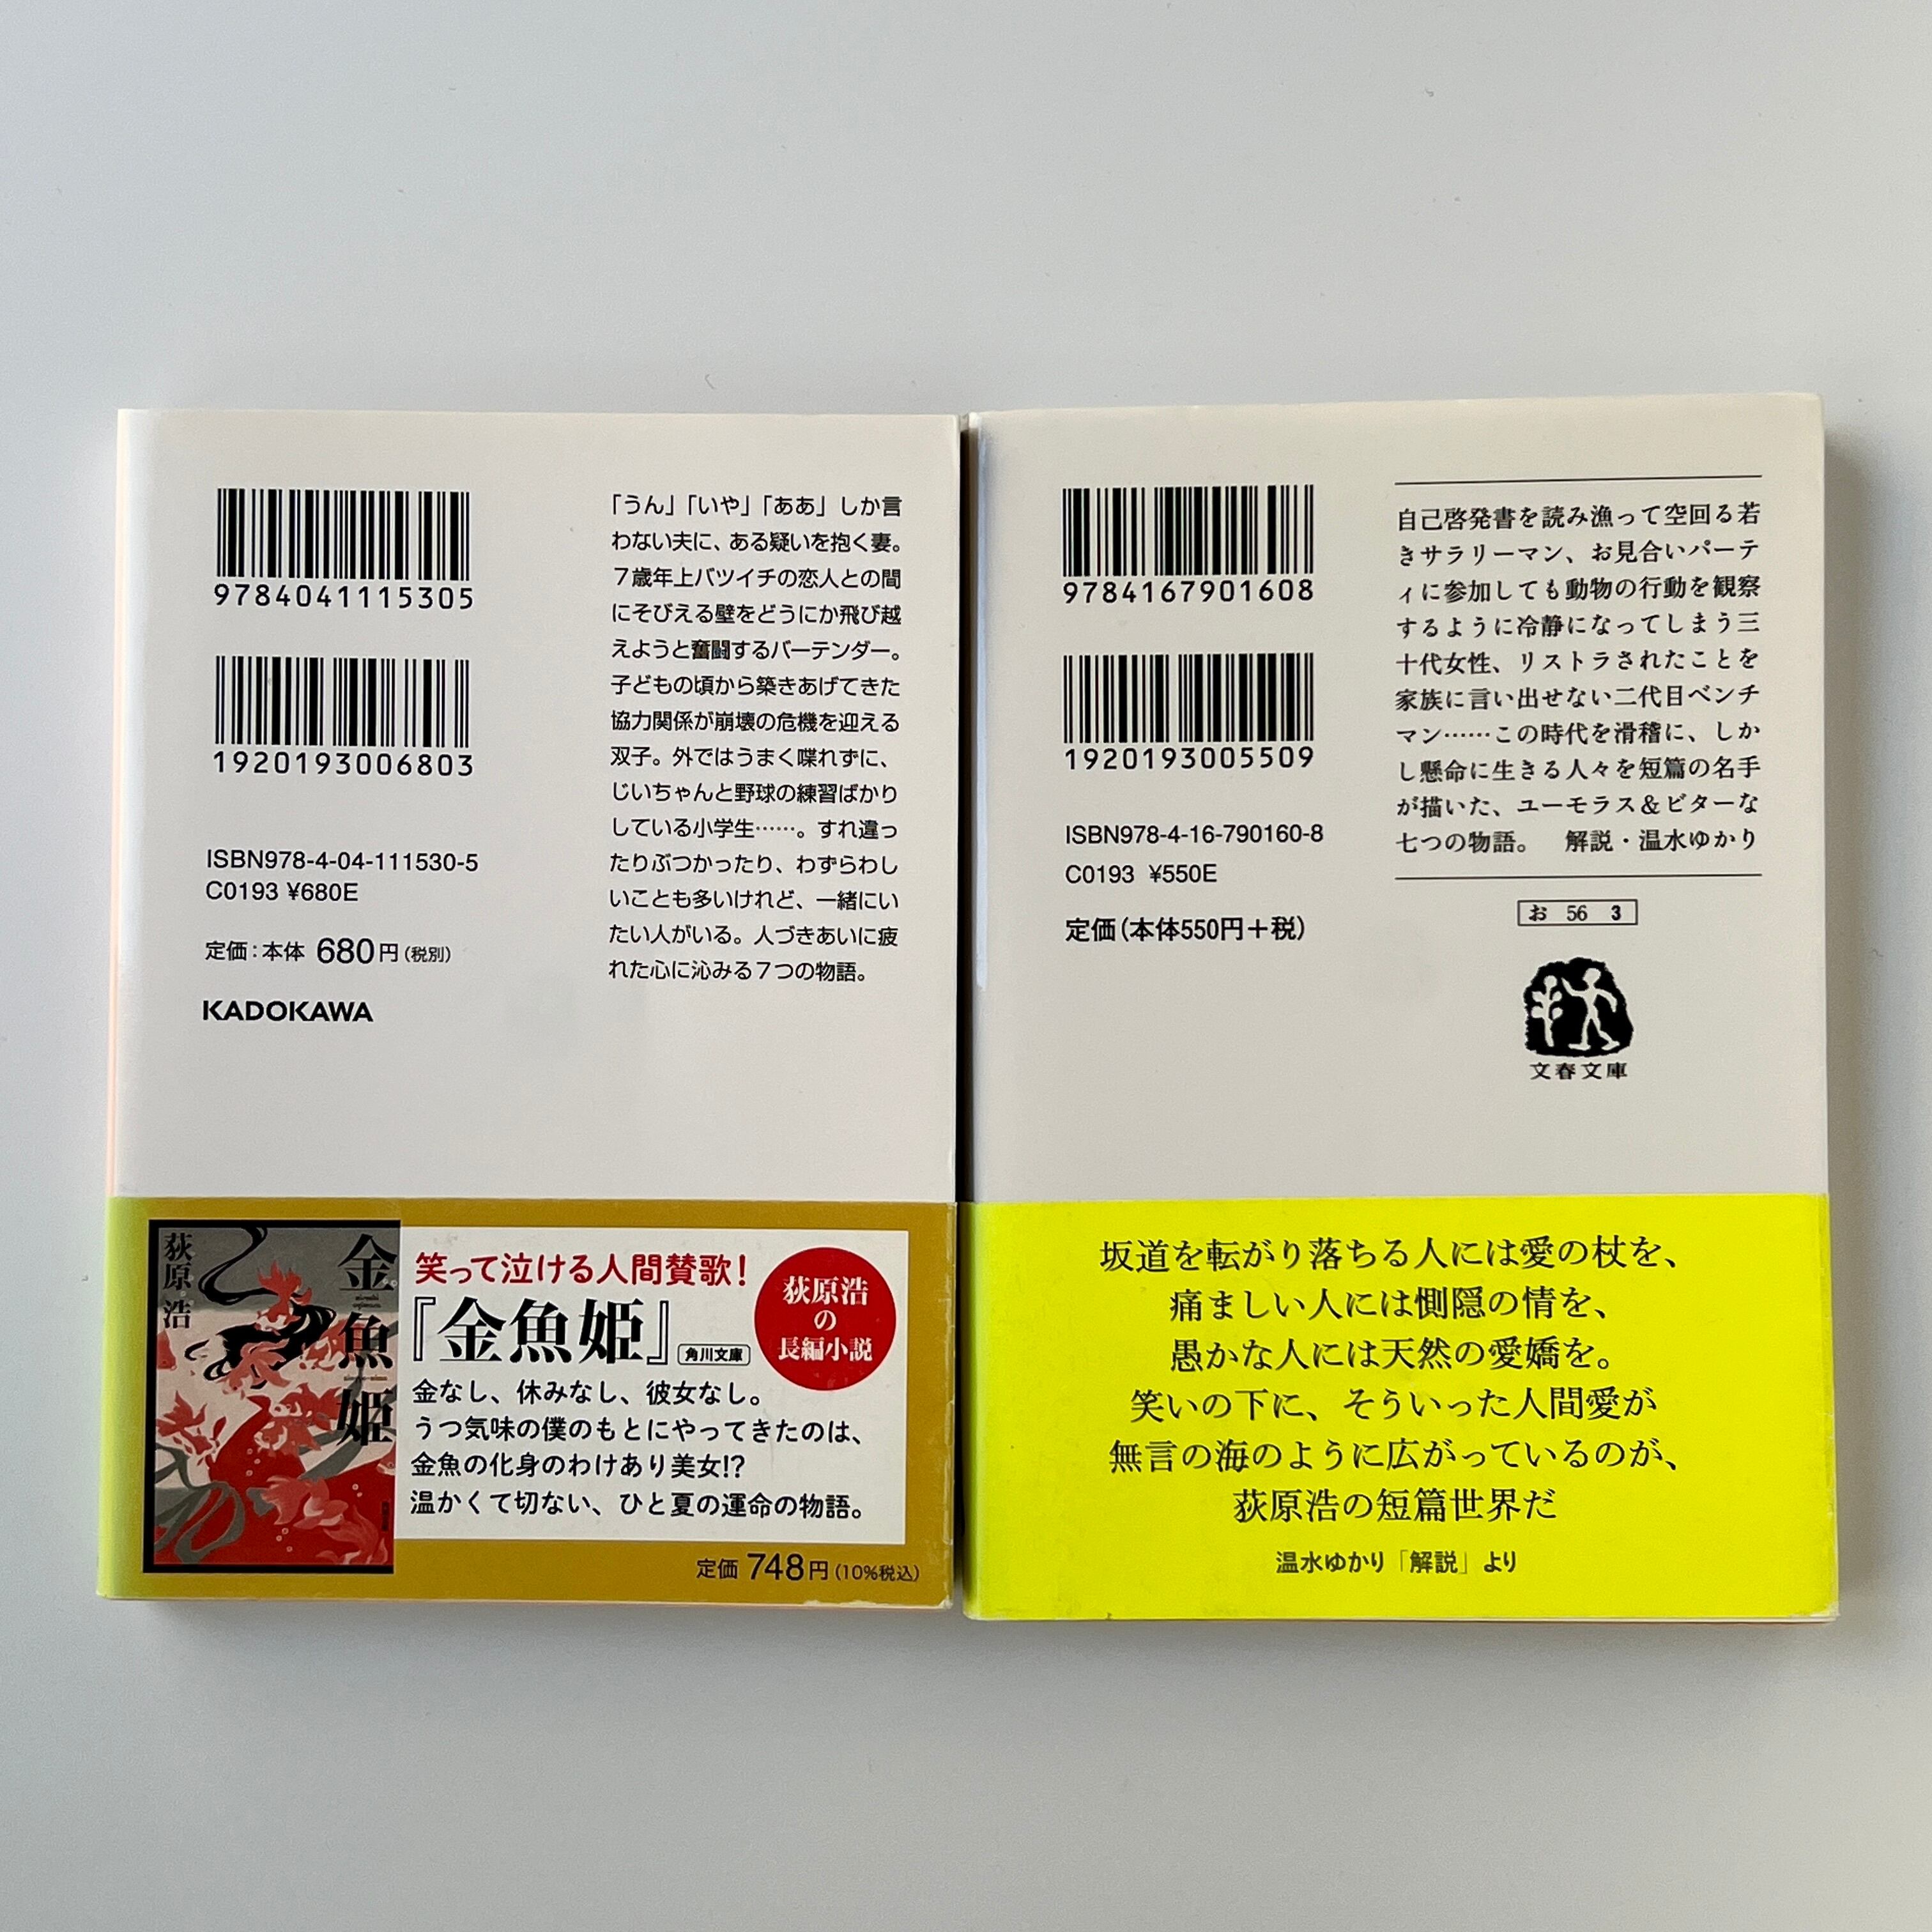 9784041115305
1920193006803
ISBN978-4-04-111530-5
C0193 ¥680E
定価:本体 680円(税別)
KADOKAWA
「うん」「いや」「ああ」しか言
わない夫に、ある疑いを抱く妻。
7歳年上バツイチの恋人との間
にそびえる壁をどうにか飛び越
えようと奮闘するバーテンダー。
子どもの頃から築きあげてきた
協力関係が崩壊の危機を迎える
双子。外ではうまく喋れずに、
じいちゃんと野球の練習ばかり
している小学生……。すれ違っ
たりぶつかったり、わずらわし
いことも多いけれど、一緒にい
たい人がいる。人づきあいに疲
れた心に沁みる7つの物語。
金魚姫
荻原浩
笑って泣ける人間賛歌!
『金魚姫』 角川文庫
荻原浩
の
長編小説
金なし、休みなし、彼女なし。
うつ気味の僕のもとにやってきたのは、
金魚の化身のわけあり美女!?
温かくて切ない、ひと夏の運命の物語。
定価 748円(10%税込)
9784167901608
1920193005509
ISBN978-4-16-790160-8
C0193 ¥550E
定価(本体550円+税)
自己啓発書を読み漁って空回る若
きサラリーマン、お見合いパーテ
ィに参加しても動物の行動を観察
するように冷静になってしまう三
十代女性、リストラされたことを
家族に言い出せない二代目ベンチ
マン……この時代を滑稽に、しか
し懸命に生きる人々を短篇の名手
が描いた、ユーモラス&ビターな
七つの物語。 解説・温水ゆかり
お 56 3
文春文庫
坂道を転がり落ちる人には愛の杖を、
痛ましい人には惻隠の情を、
愚かな人には天然の愛嬌を。
笑いの下に、そういった人間愛が
無言の海のように広がっているのが、
荻原浩の短篇世界だ
温水ゆかり「解説」より